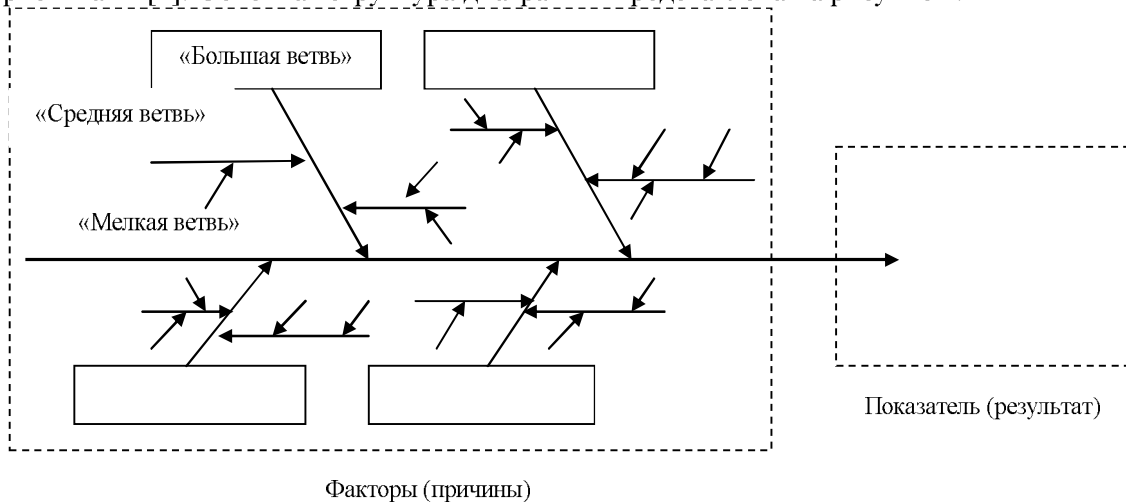 «Большая ветвь»
«Средняя ветвь»
«Мелкая ветвь»
Показатель (результат)
Факторы (причины)